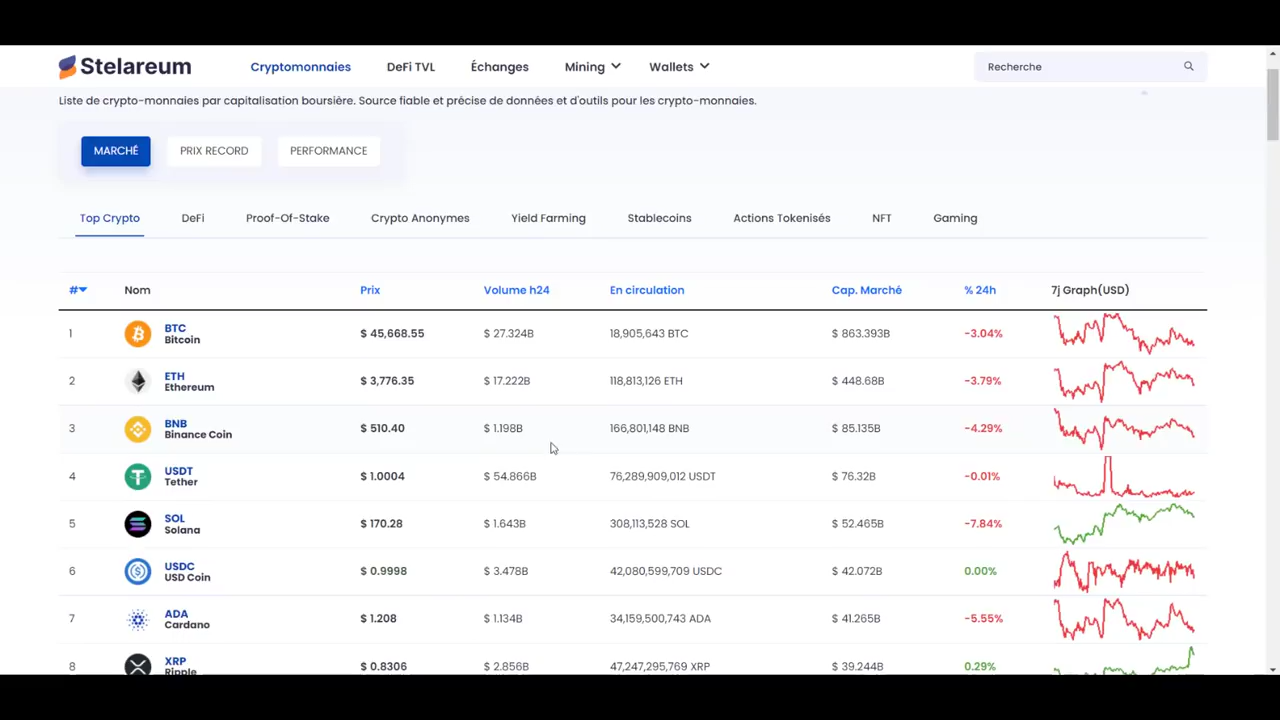 Stelareum Cryptomonnaies DeFi TVL Échanges Mining Wallets Recherche
Liste de crypto-monnaies par capitalisation boursière. Source fiable et précise de données et d'outils pour les crypto-monnaies.
MARCHÉ PRIX RECORD PERFORMANCE
Top Crypto DeFi Proof-Of-Stake Crypto Anonymes Yield Farming Stablecoins Actions Tokenisés NFT Gaming
# Nom Prix Volume h24 En circulation Cap. Marché % 24h 7j Graph(USD)
1 BTC Bitcoin $ 45,668.55 $ 27.324B 18,905,643 BTC $ 863.393B -3.04%
2 ETH Ethereum $ 3,776.35 $ 17.222B 118,813,126 ETH $ 448.68B -3.79%
3 BNB Binance Coin $ 510.40 $ 1.198B 166,801,148 BNB $ 85.135B -4.29%
4 USDT Tether $ 1.0004 $ 54.866B 76,289,909,012 USDT $ 76.32B -0.01%
5 SOL Solana $ 170.28 $ 1.643B 308,113,528 SOL $ 52.465B -7.84%
6 USDC USD Coin $ 0.9998 $ 3.478B 42,080,599,709 USDC $ 42.072B 0.00%
7 ADA Cardano $ 1.208 $ 1.134B 34,159,500,743 ADA $ 41.265B -5.55%
8 XRP Ripple $ 0.8306 $ 2.856B 47,247,295,769 XRP $ 39.244B 0.29%